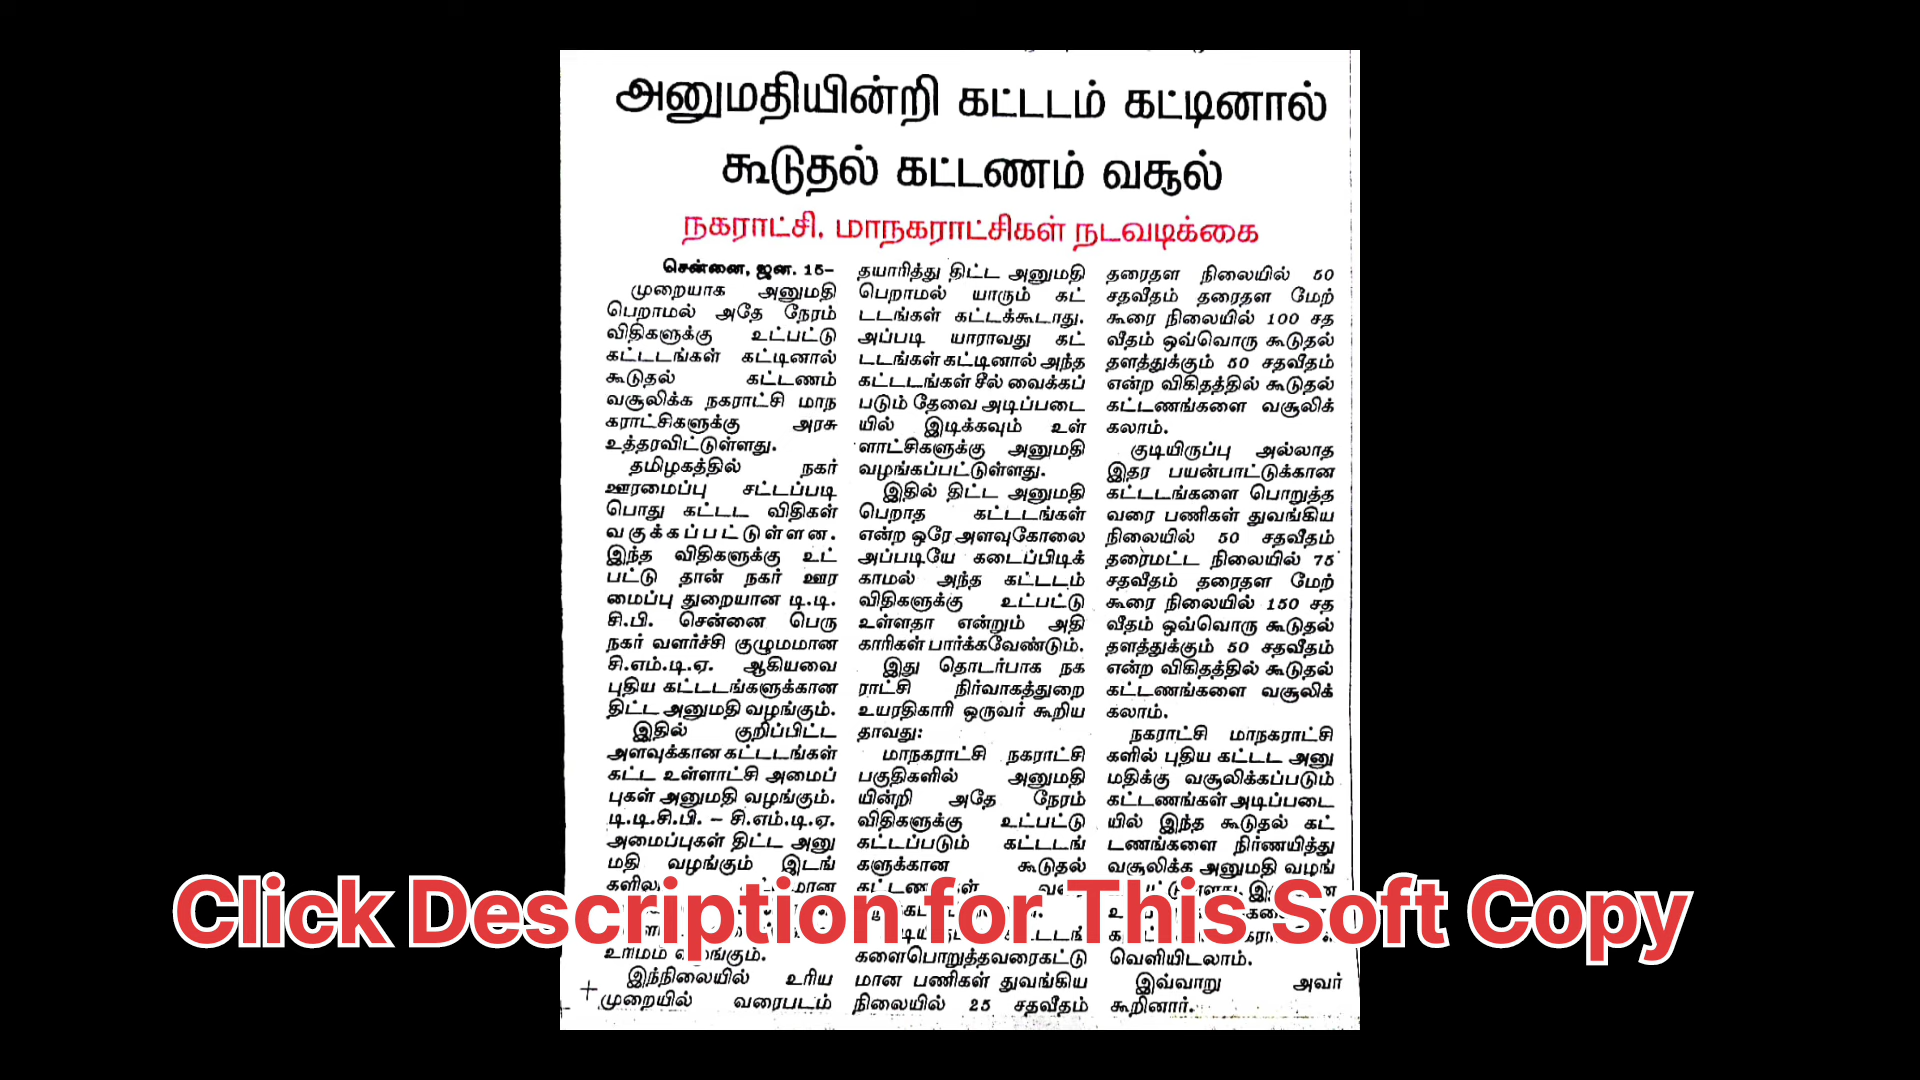 அனுமதியின்றி கட்டடம் கட்டினால்
கூடுதல் கட்டணம் வசூல்
நகராட்சி. மாநகராட்சிகள் நடவடிக்கை
சென்னை, ஜன. 15–
முறையாக அனுமதி
பெறாமல் அதே நேரம்
விதிகளுக்கு உட்பட்டு
கட்டடங்கள் கட்டினால்
கூடுதல் கட்டணம்
வசூலிக்க நகராட்சி மாந
கராட்சிகளுக்கு அரசு
உத்தரவிட்டுள்ளது.
தமிழகத்தில் நகர்
ஊரமைப்பு சட்டப்படி
பொது கட்டட விதிகள்
வகுக்கப்பட்டுள்ளன.
இந்த விதிகளுக்கு உட்
பட்டு தான் நகர் ஊர
மைப்பு துறையான டி.டி.
சி.பி. சென்னை பெரு
நகர் வளர்ச்சி குழுமமான
சி.எம்.டி.ஏ. ஆகியவை
புதிய கட்டடங்களுக்கான
திட்ட அனுமதி வழங்கும்.
இதில் குறிப்பிட்ட
அளவுக்கான கட்டடங்கள்
கட்ட உள்ளாட்சி அமைப்
புகள் அனுமதி வழங்கும்.
டி.டி.சி.பி. – சி.எம்.டி.ஏ.
அமைப்புகள் திட்ட அனு
மதி வழங்கும் இடங்
உரிமம்
இந்நிலையில் உரிய
முறையில் வரைபடம்
தயாரித்து திட்ட அனுமதி
பெறாமல் யாரும் கட்
டடங்கள் கட்டக்கூடாது.
அப்படி யாராவது கட்
டடங்கள் கட்டினால் அந்த
கட்டடங்கள் சீல் வைக்கப்
படும் தேவை அடிப்படை
யில் இடிக்கவும் உள்
ளாட்சிகளுக்கு அனுமதி
வழங்கப்பட்டுள்ளது.
இதில் திட்ட அனுமதி
பெறாத கட்டடங்கள்
என்ற ஒரே அளவுகோலை
அப்படியே கடைப்பிடிக்
காமல் அந்த கட்டடம்
விதிகளுக்கு உட்பட்டு
உள்ளதா என்றும் அதி
காரிகள் பார்க்கவேண்டும்.
இது தொடர்பாக நக
ராட்சி நிர்வாகத்துறை
உயரதிகாரி ஒருவர் கூறிய
தாவது:
மாநகராட்சி நகராட்சி
பகுதிகளில் அனுமதி
யின்றி அதே நேரம்
விதிகளுக்கு உட்பட்டு
கட்டப்படும் கட்டடங்
களுக்கான கூடுதல்
களைபொறுத்தவரைகட்டு
மான பணிகள் துவங்கிய
நிலையில் 25 சதவீதம்
தரைதள நிலையில் 50
சதவீதம் தரைதள மேற்
கூரை நிலையில் 100 சத
வீதம் ஒவ்வொரு கூடுதல்
தளத்துக்கும் 50 சதவீதம்
என்ற விகிதத்தில் கூடுதல்
கட்டணங்களை வசூலிக்
கலாம்.
குடியிருப்பு அல்லாத
இதர பயன்பாட்டுக்கான
கட்டடங்களை பொறுத்த
வரை பணிகள் துவங்கிய
நிலையில் 50 சதவீதம்
தரைமட்ட நிலையில் 75
சதவீதம் தரைதள மேற்
கூரை நிலையில் 150 சத
வீதம் ஒவ்வொரு கூடுதல்
தளத்துக்கும் 50 சதவீதம்
என்ற விகிதத்தில் கூடுதல்
கட்டணங்களை வசூலிக்
கலாம்.
நகராட்சி மாநகராட்சி
களில் புதிய கட்டட அனு
மதிக்கு வசூலிக்கப்படும்
கட்டணங்கள் அடிப்படை
யில் இந்த கூடுதல் கட்
டணங்களை நிர்ணயித்து
வசூலிக்க அனுமதி வழங்
வெளியிடலாம்.
இவ்வாறு அவர்
கூறினார்.
Click Description for This Soft Copy